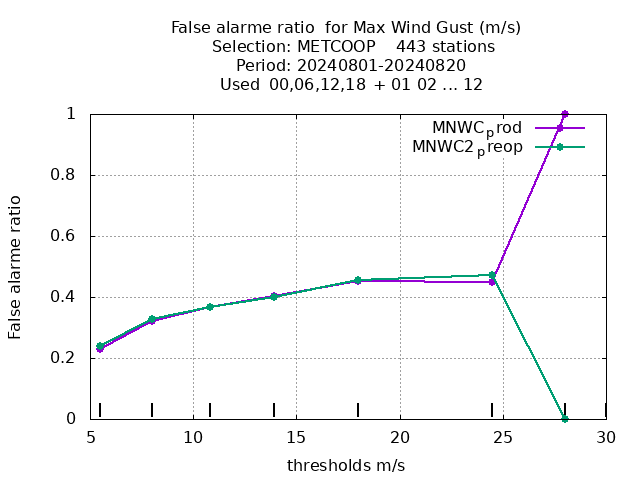 False alarme ratio  for Max Wind Gust (m/s)
Selection: METCOOP    443 stations
Period: 20240801-20240820
Used  00,06,12,18  + 01 02 ... 12
MNWC_prod
MNWC2_preop
False alarme ratio
1
0.8
0.6
0.4
0.2
0
5 10 15 20 25 30
thresholds m/s